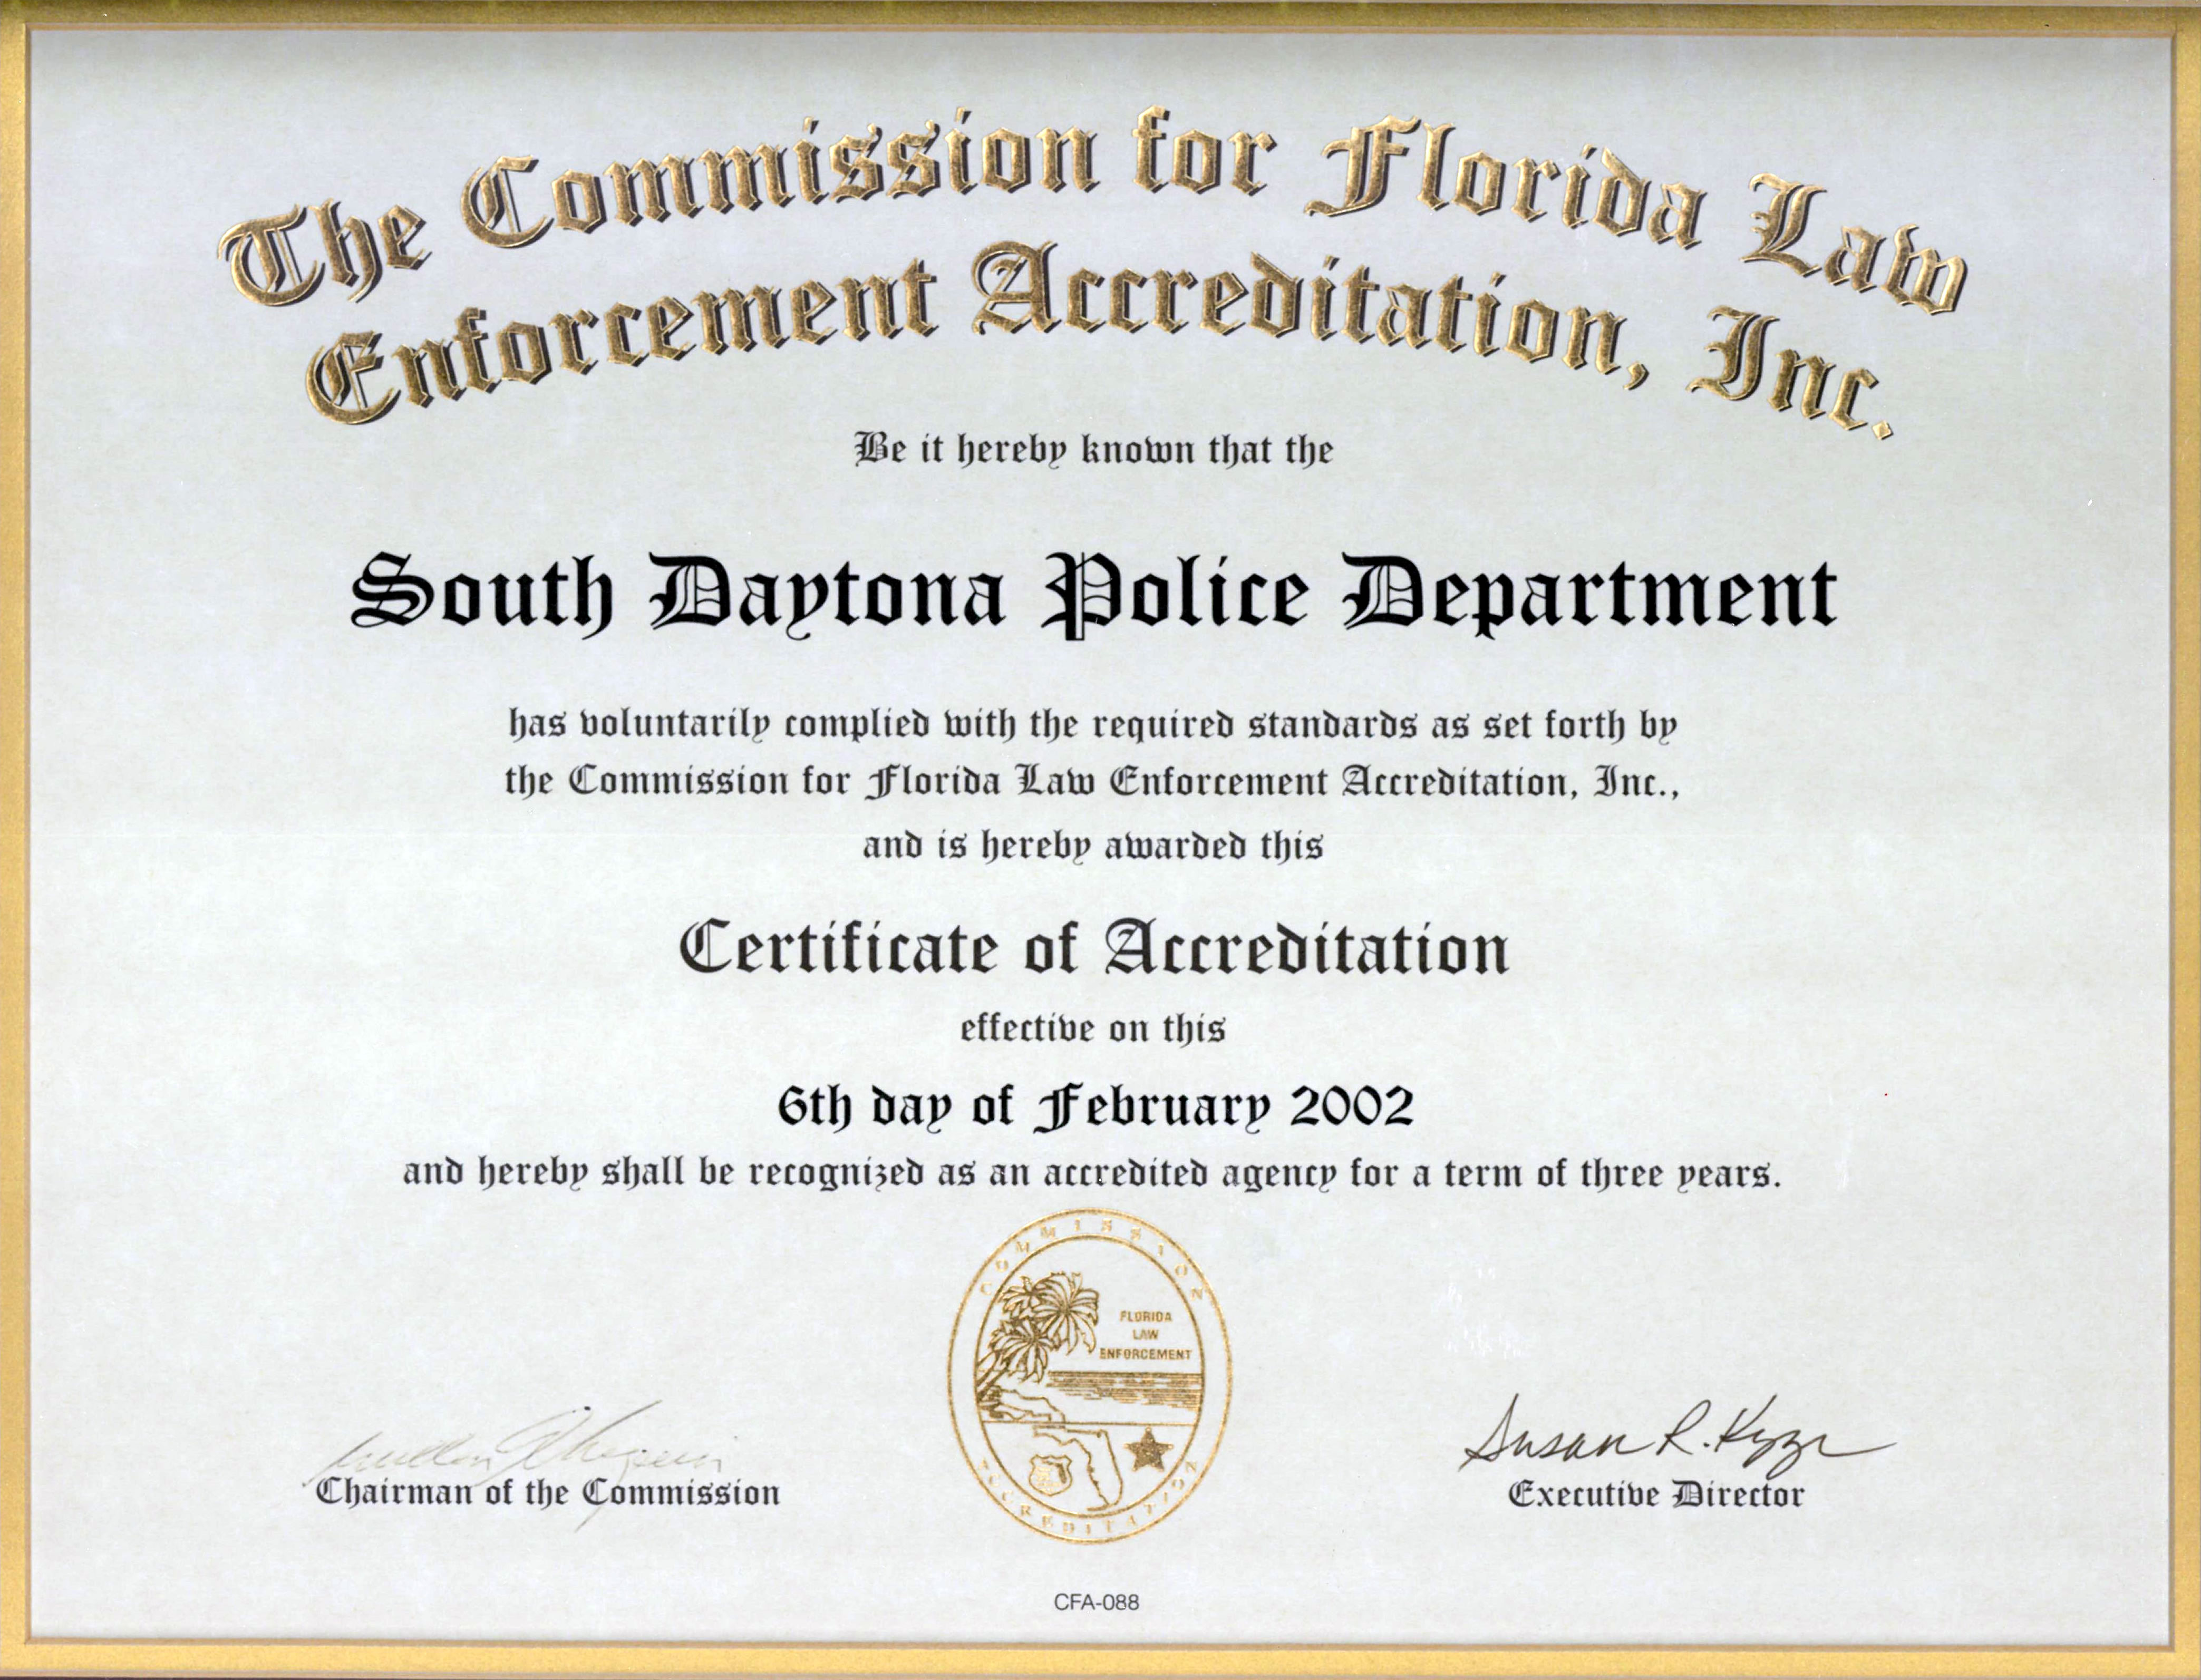 The Commission for Florida Law
Enforcement Accreditation, Inc.
Be it hereby known that the
South Daytona Police Department
has voluntarily complied with the required standards as set forth by
the Commission for Florida Law Enforcement Accreditation, Inc.,
and is hereby awarded this
Certificate of Accreditation
effective on this
6th day of February 2002
and hereby shall be recognized as an accredited agency for a term of three years.
COMMISSION
FLORIDA
LAW
ENFORCEMENT
ACCREDITATION
Chairman of the Commission
Susan R.
Executive Director
CFA-088